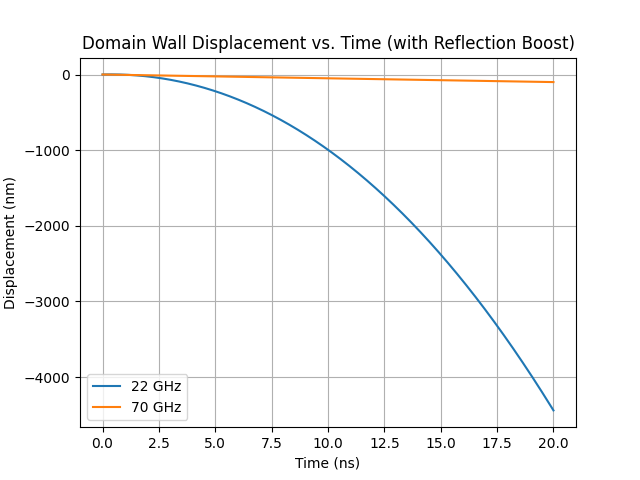 Domain Wall Displacement vs. Time (with Reflection Boost)
0
−1000
−2000
−3000
−4000
Displacement (nm)
22 GHz
70 GHz
0.0 2.5 5.0 7.5 10.0 12.5 15.0 17.5 20.0
Time (ns)